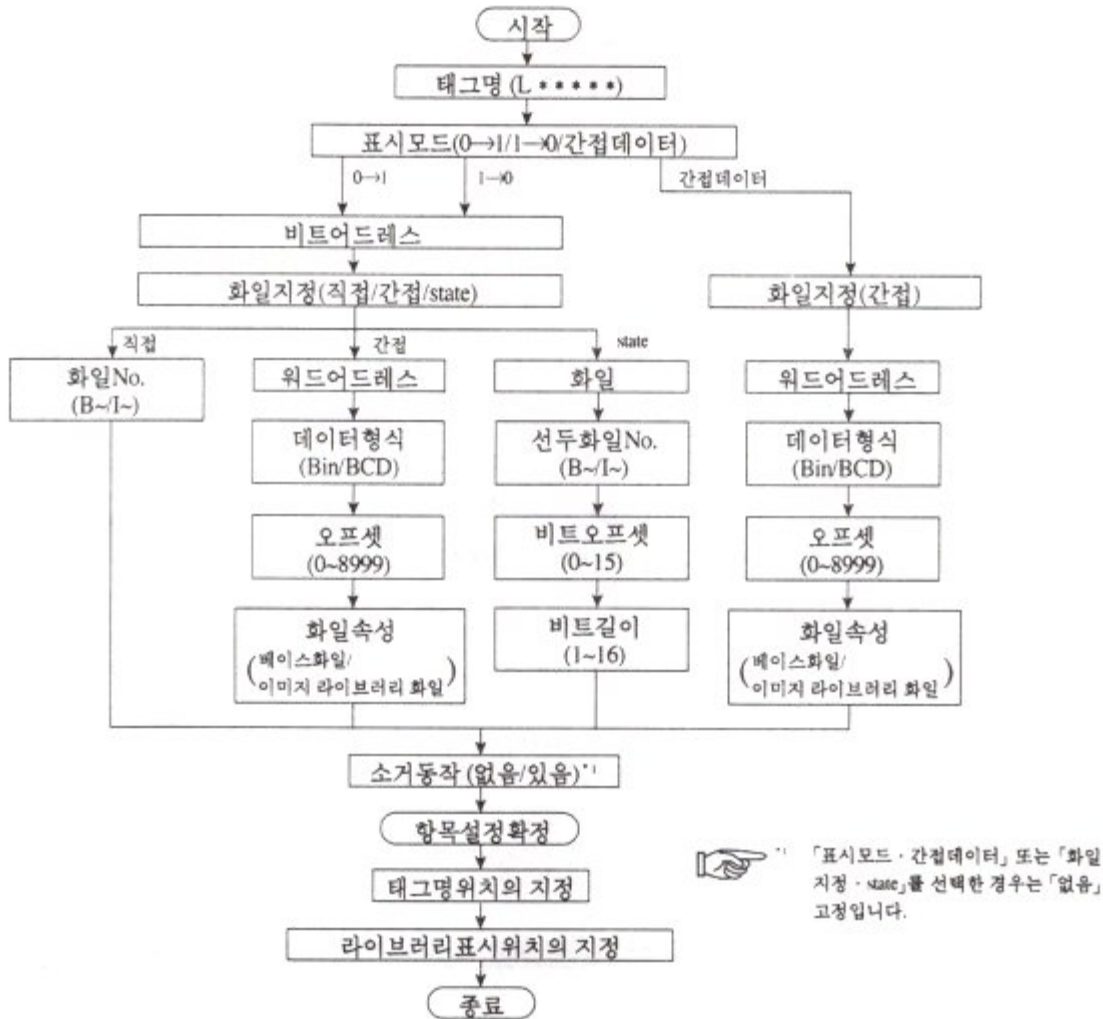 시작
태그명 (L * * * * *)
표시모드(0→1/1→0/간접데이터)
0→1
1→0
간접데이터
비트어드레스
화일지정(직접/간접/state)
화일지정(간접)
직접
간접
state
화일No.
(B~/I~)
워드어드레스
화일
워드어드레스
데이터형식
(Bin/BCD)
선두화일No.
(B~/I~)
데이터형식
(Bin/BCD)
오프셋
(0~8999)
비트오프셋
(0~15)
오프셋
(0~8999)
화일속성
(베이스화일/
이미지 라이브러리 화일)
비트길이
(1~16)
화일속성
(베이스화일/
이미지 라이브러리 화일)
소거동작 (없음/있음)*1
항목설정확정
태그명위치의 지정
라이브러리표시위치의 지정
종료
*1 「표시모드 · 간접데이터」 또는 「화일
지정 · state」를 선택한 경우는 「없음」
고정입니다.